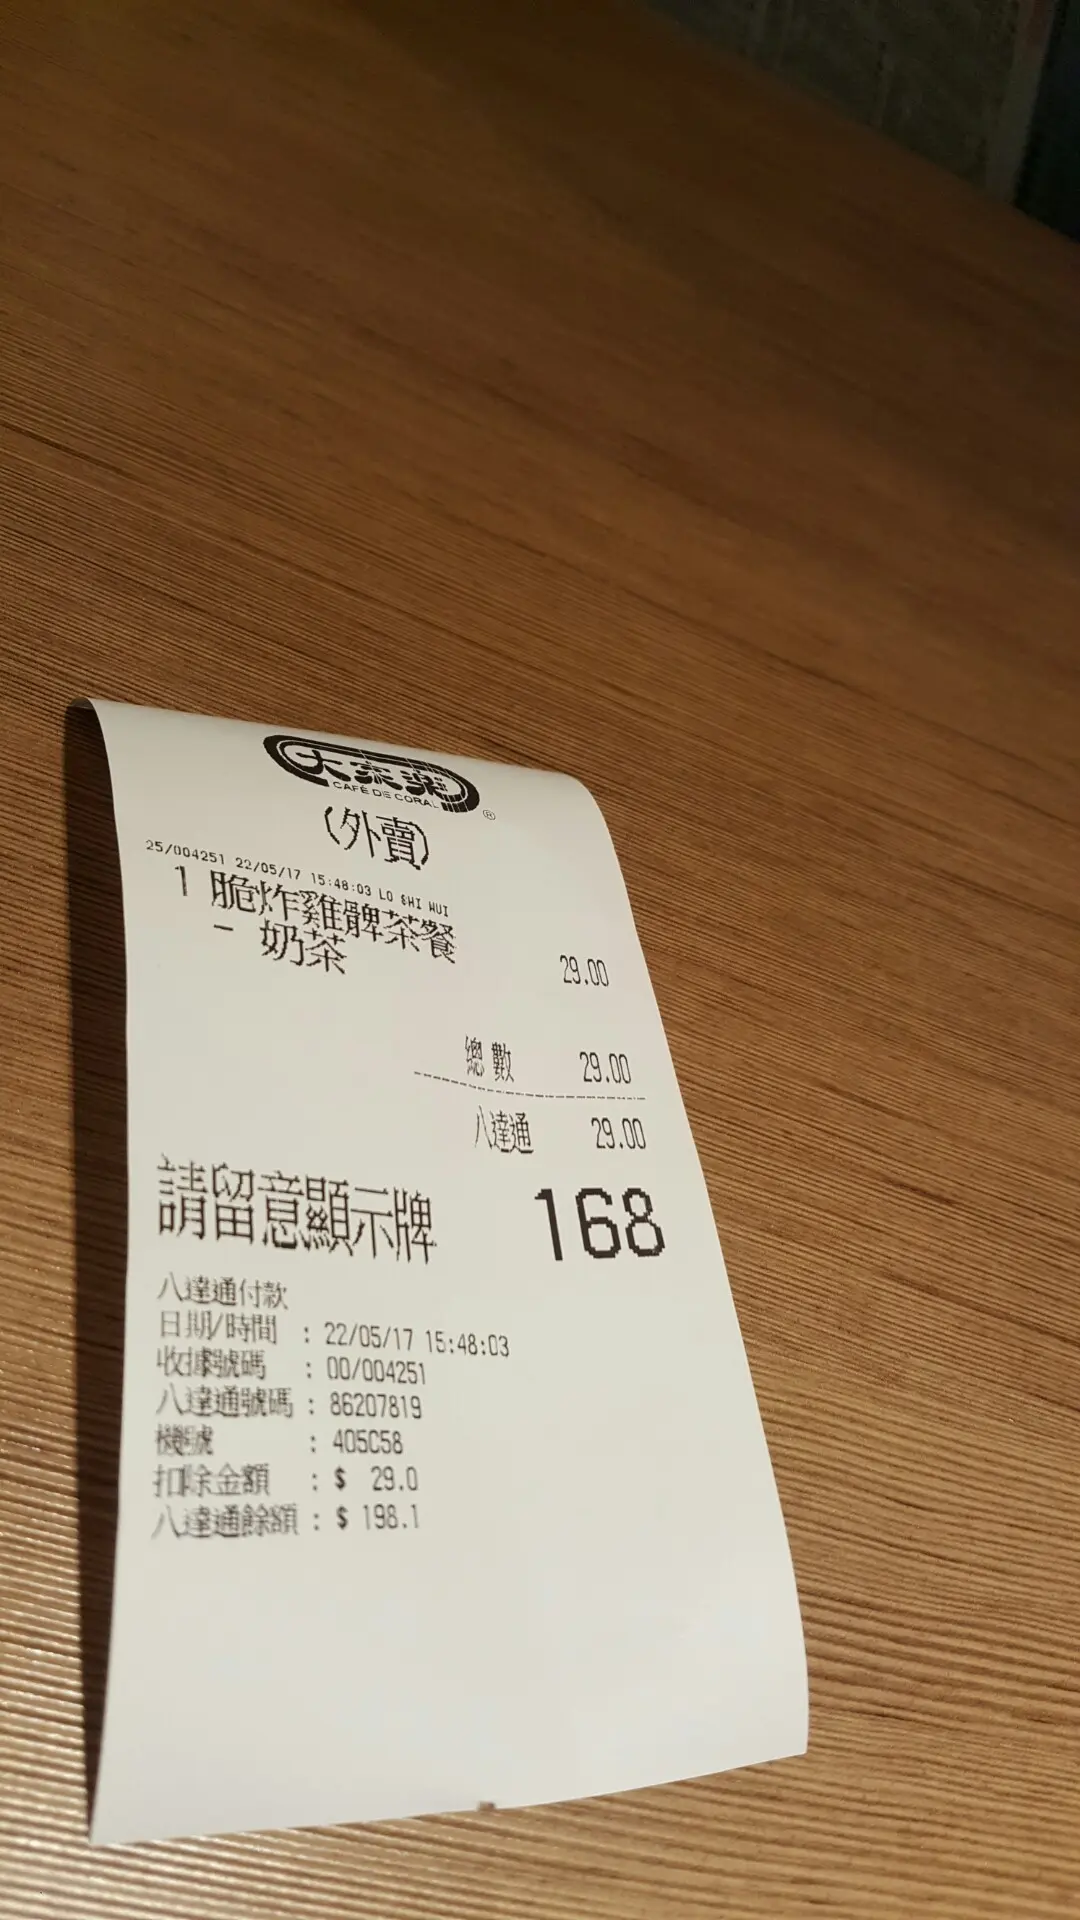 大家樂
CAFÉ DE CORAL ®
(外賣)
25/004251 22/05/17 15:48:03 LO SHI WUI
1 脆炸雞髀茶餐
- 奶茶 29.00
總數 29.00
八達通 29.00
請留意顯示牌 168
八達通付款
日期/時間 : 22/05/17 15:48:03
收據號碼 : 00/004251
八達通號碼 : 86207819
機號 : 405C58
扣除金額 : $ 29.0
八達通餘額 : $ 198.1